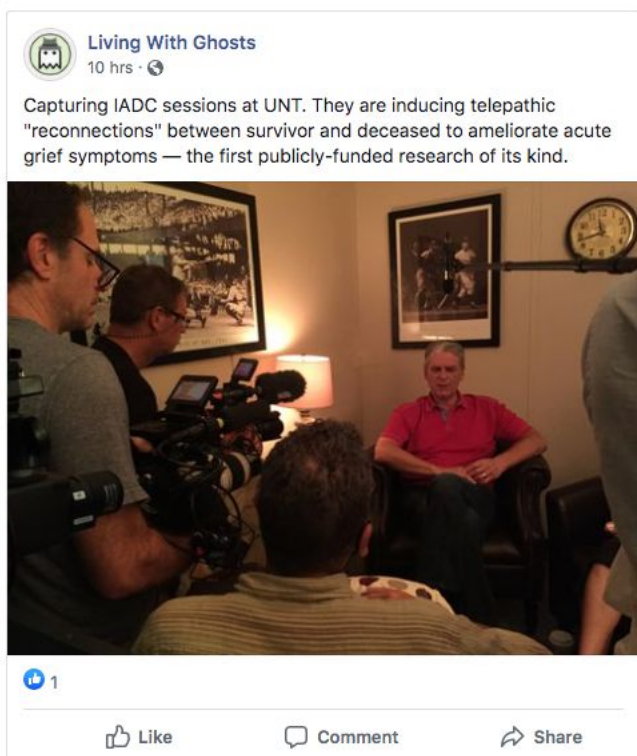 Living With Ghosts
10 hrs ·
Capturing IADC sessions at UNT. They are inducing telepathic
"reconnections" between survivor and deceased to ameliorate acute
grief symptoms — the first publicly-funded research of its kind.
1
Like
Comment
Share